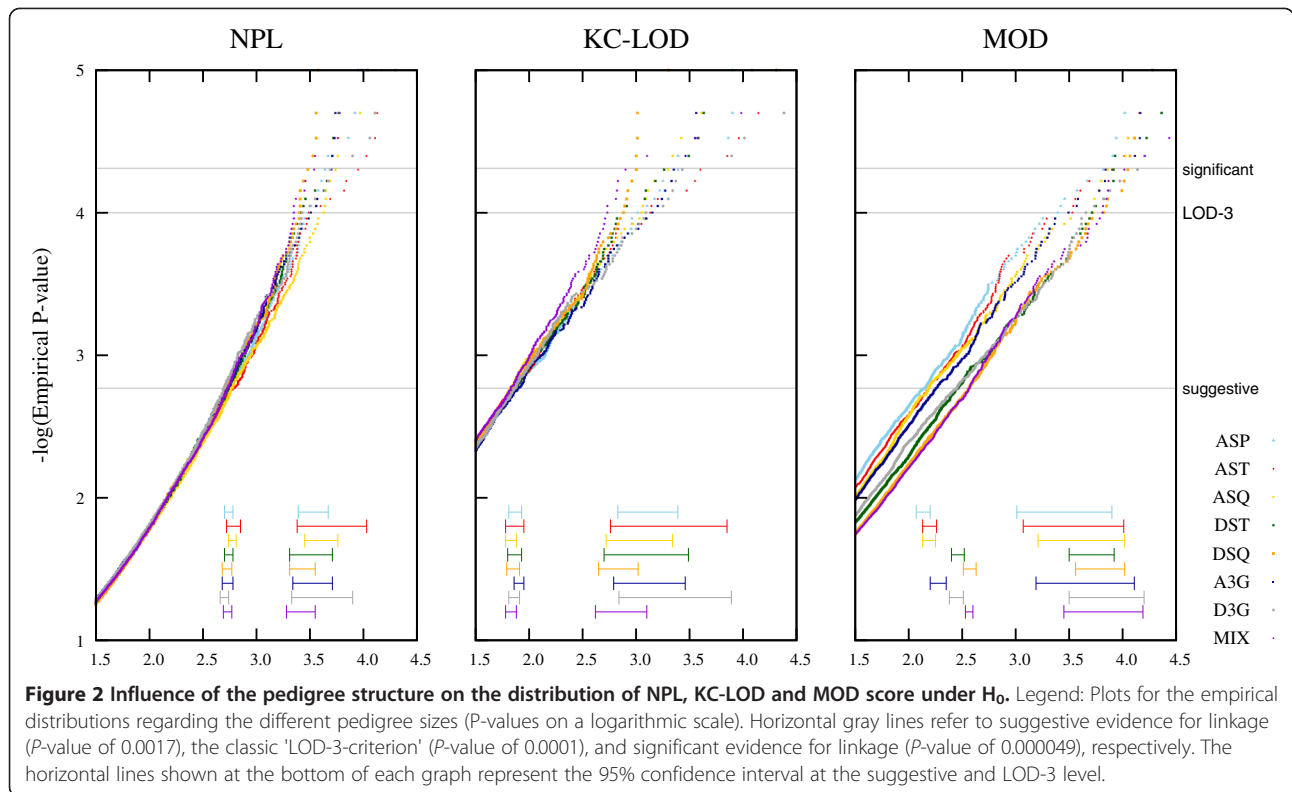 NPL KC-LOD MOD
5
4
3
2
1
-log(Empirical P-value)
significant
LOD-3
suggestive
ASP
AST
ASQ
DST
DSQ
A3G
D3G
MIX
1.5 2.0 2.5 3.0 3.5 4.0 4.5 1.5 2.0 2.5 3.0 3.5 4.0 4.5 1.5 2.0 2.5 3.0 3.5 4.0 4.5
Figure 2 Influence of the pedigree structure on the distribution of NPL, KC-LOD and MOD score under H₀. Legend: Plots for the empirical
distributions regarding the different pedigree sizes (P-values on a logarithmic scale). Horizontal gray lines refer to suggestive evidence for linkage
(P-value of 0.0017), the classic 'LOD-3-criterion' (P-value of 0.0001), and significant evidence for linkage (P-value of 0.000049), respectively. The
horizontal lines shown at the bottom of each graph represent the 95% confidence interval at the suggestive and LOD-3 level.